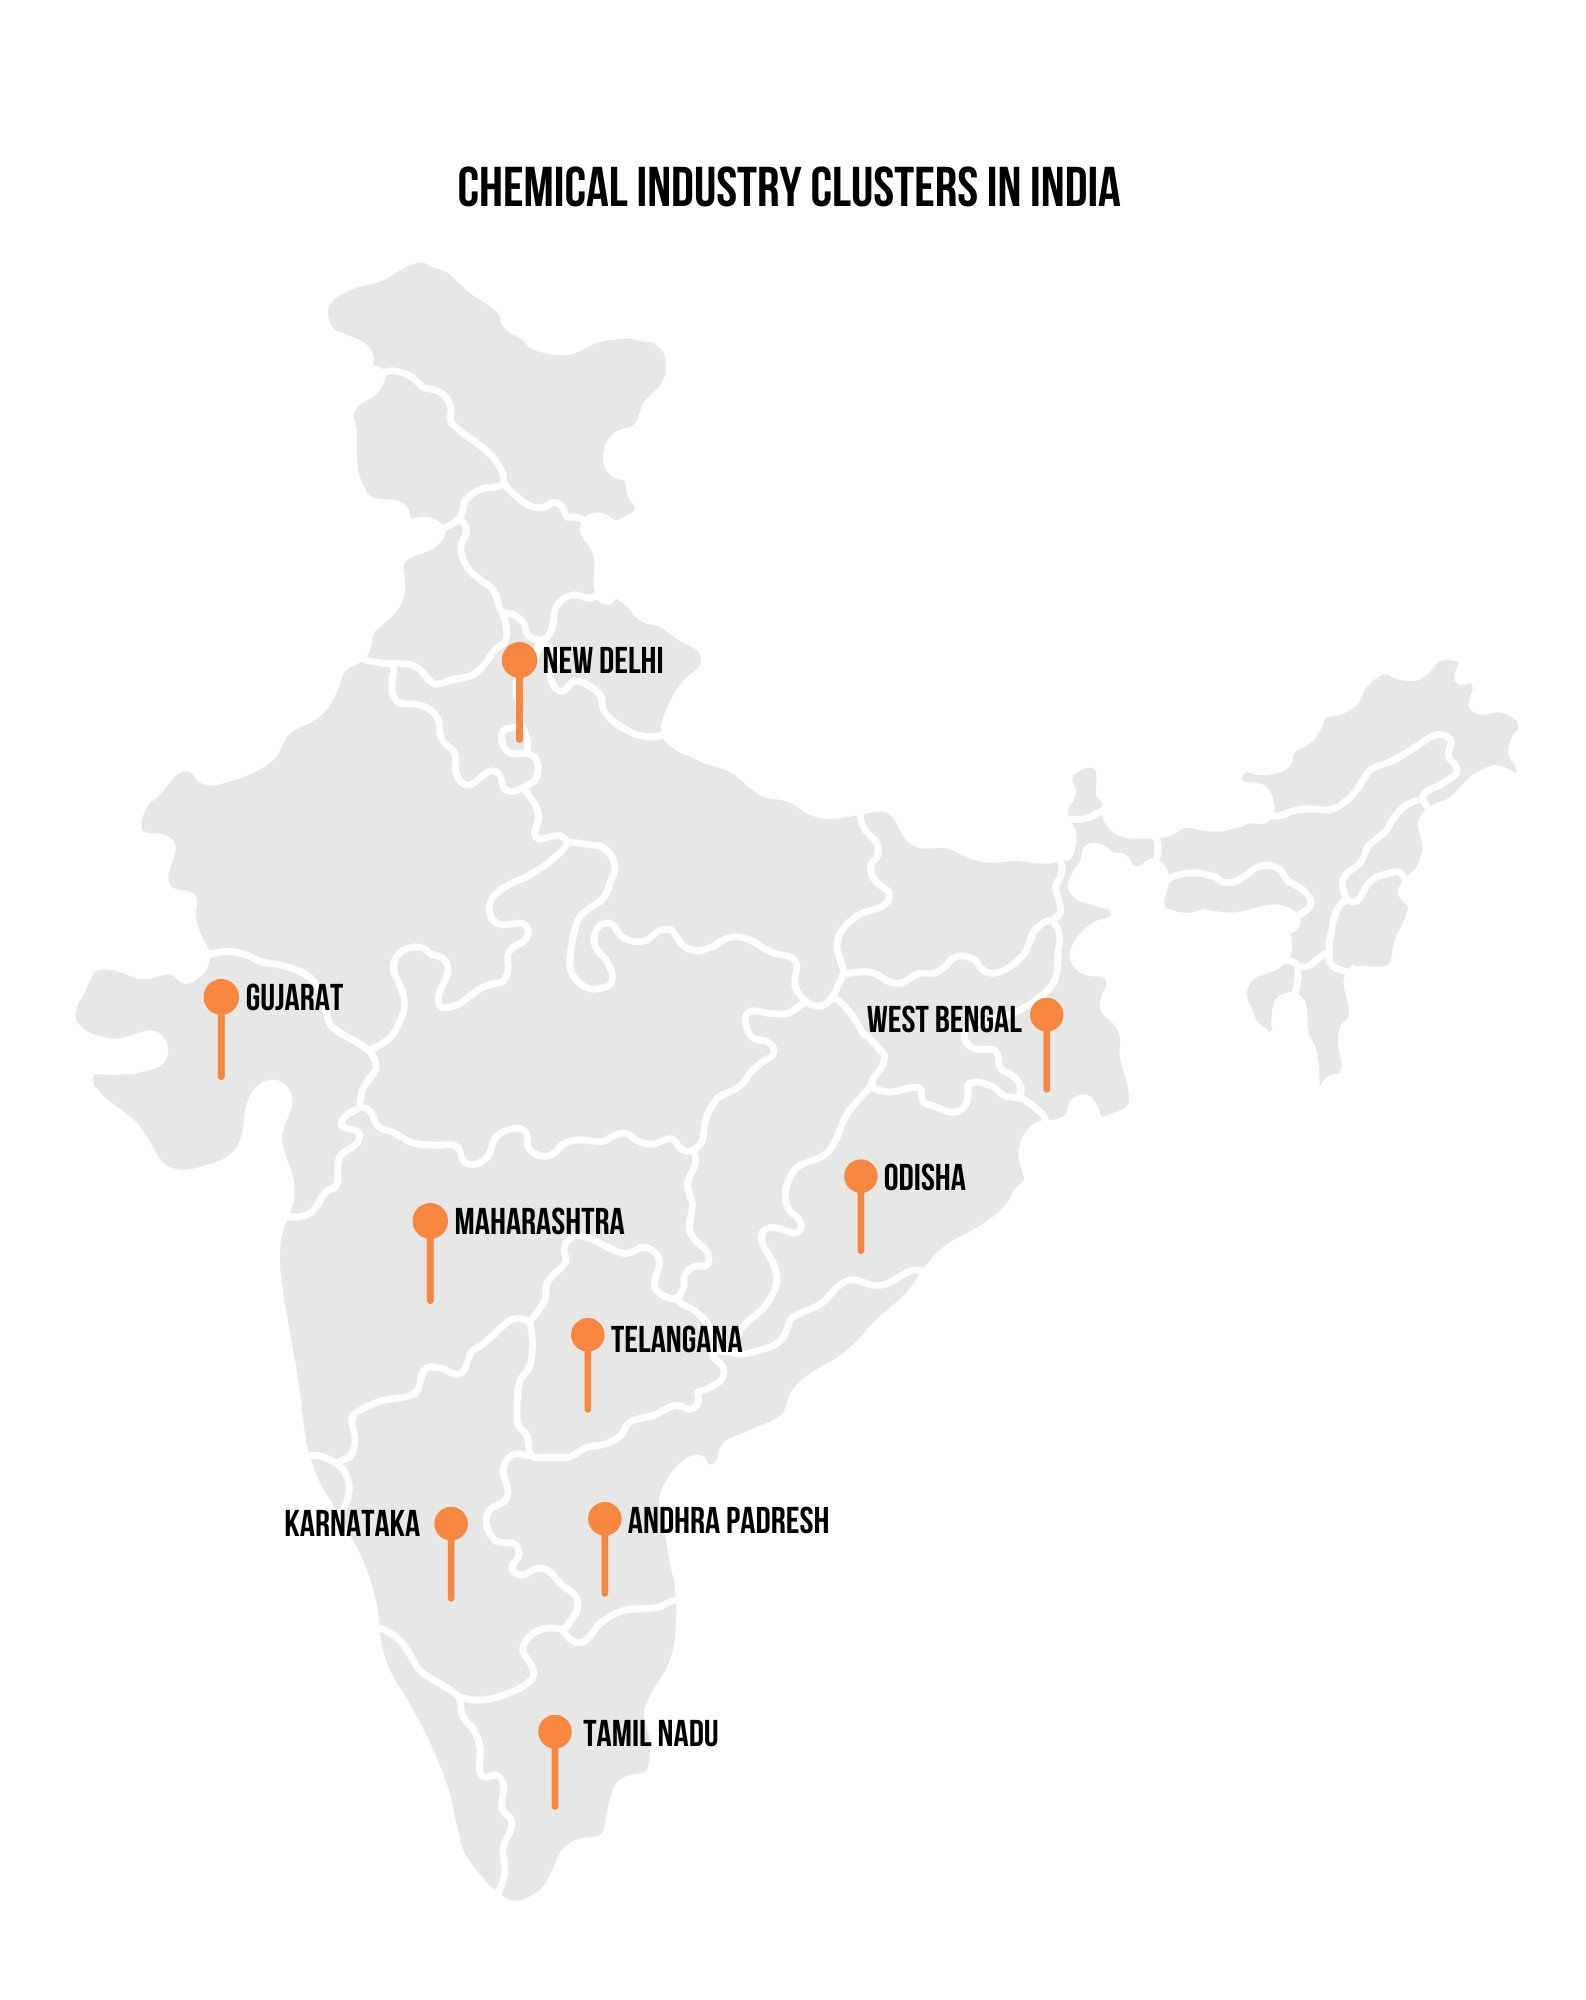 CHEMICAL INDUSTRY CLUSTERS IN INDIA
NEW DELHI
GUJARAT
WEST BENGAL
ODISHA
MAHARASHTRA
TELANGANA
KARNATAKA
ANDHRA PADRESH
TAMIL NADU